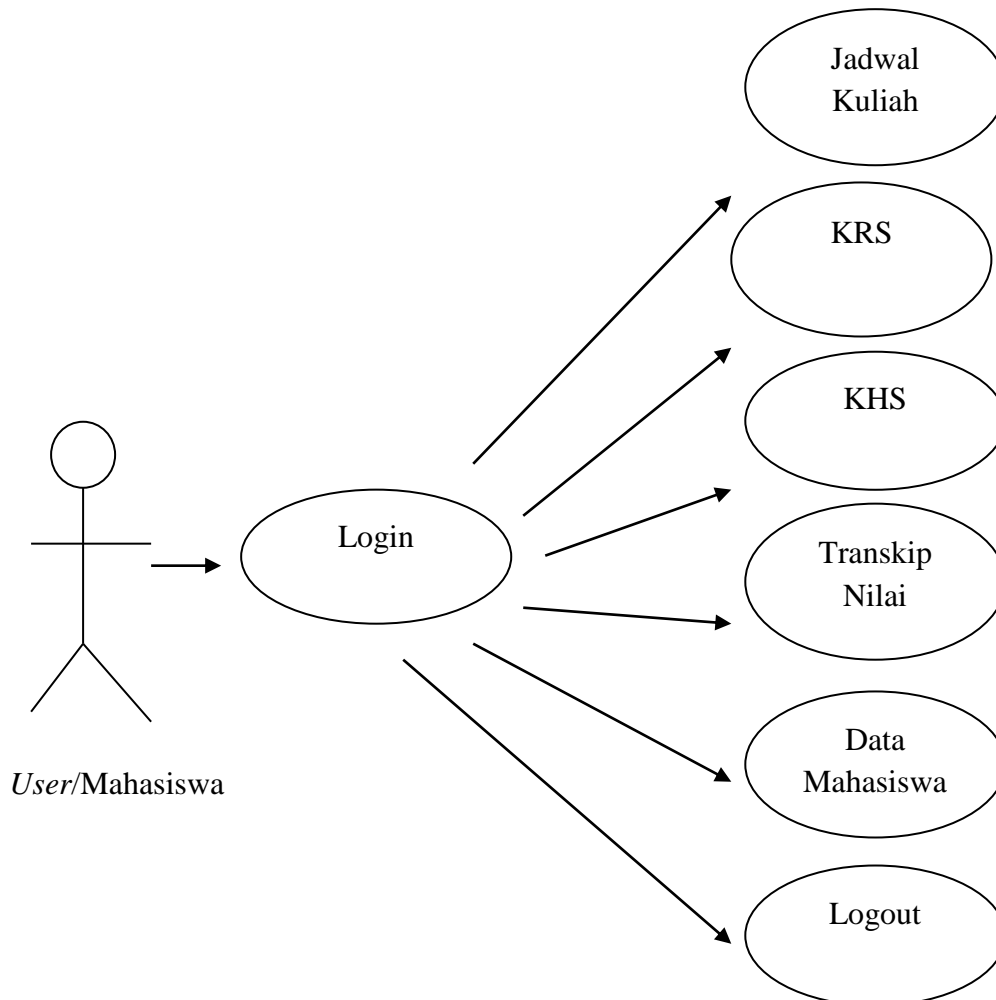 Jadwal
Kuliah
KRS
KHS
Login
Transkip
Nilai
Data
Mahasiswa
User/Mahasiswa
Logout